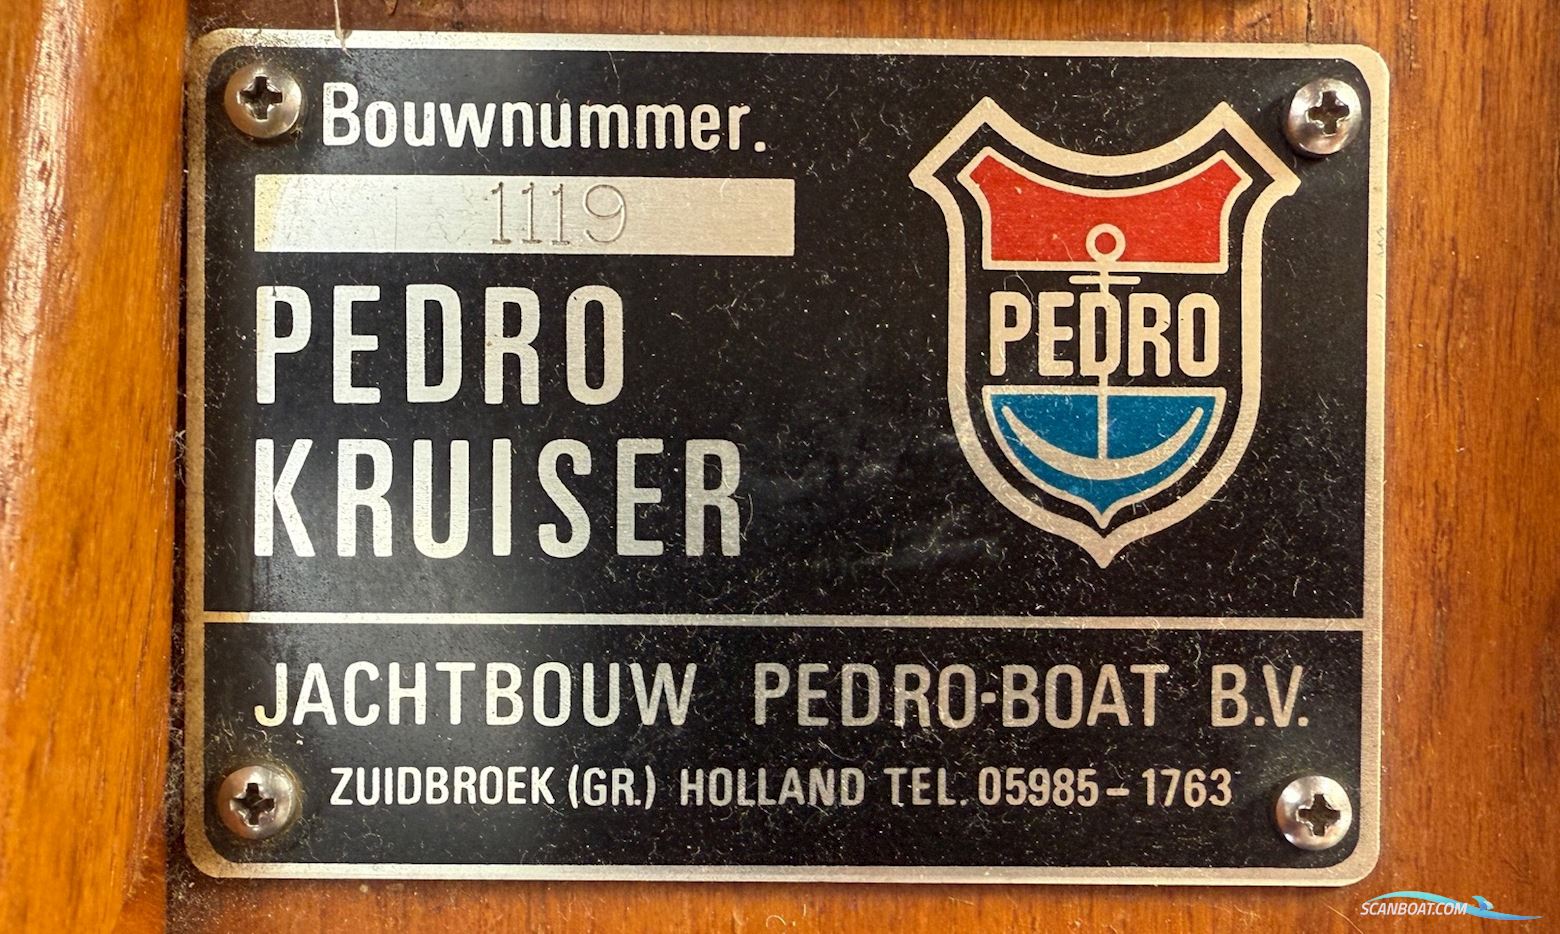 Bouwnummer.
1119
PEDRO
KRUISER
PEDRO
JACHTBOUW PEDRO-BOAT B.V.
ZUIDBROEK (GR.) HOLLAND TEL. 05985-1763
SCANBOAT.COM